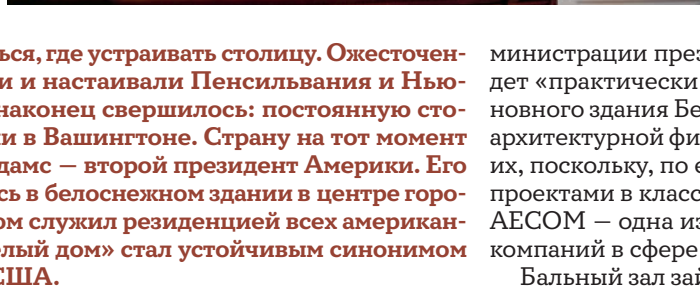 ься, где устраивать столицу. Ожесточен-
и и настаивали Пенсильвания и Нью-
наконец свершилось: постоянную сто-
и в Вашингтоне. Страну на тот момент
дамс — второй президент Америки. Его
сь в белоснежном здании в центре горо-
ом служил резиденцией всех американ-
елый дом» стал устойчивым синонимом
США.
министрации през
дет «практически
новного здания Бе
архитектурной фи
их, поскольку, по е
проектами в класс
AECOM — одна из
компаний в сфере
Бальный зал зай